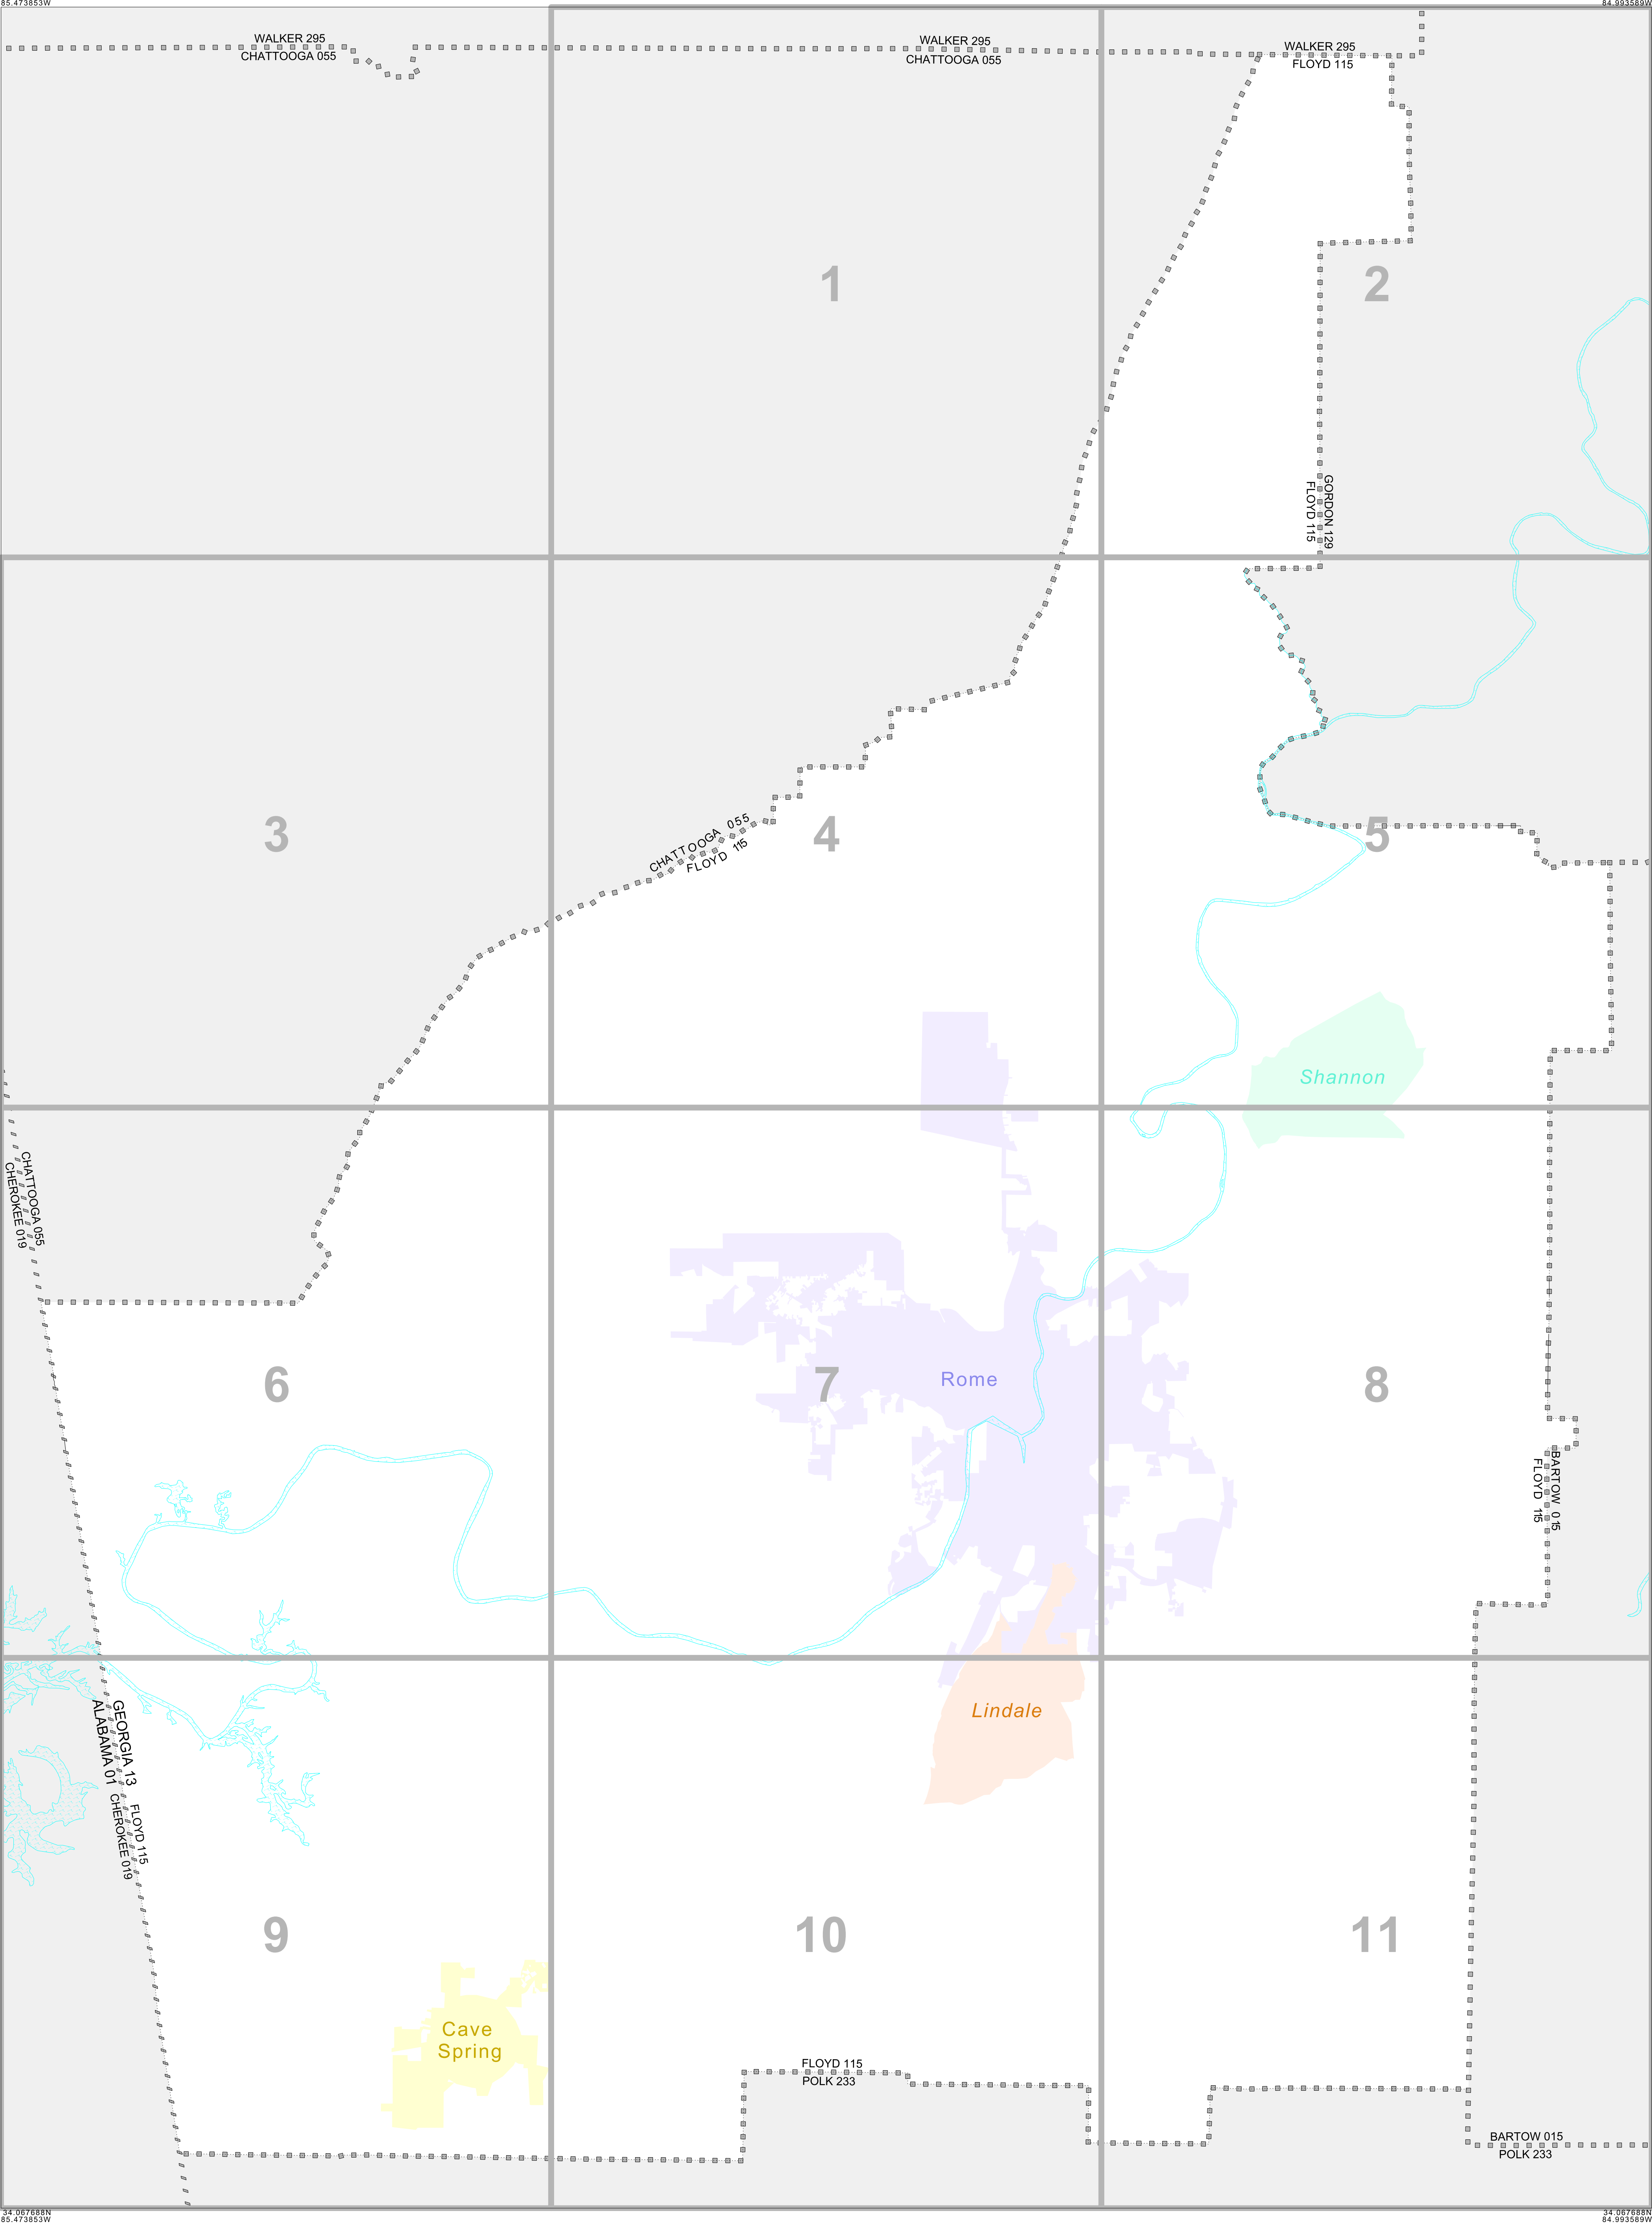 85.473853W
84.993589W
WALKER 295
CHATTOOGA 055
WALKER 295
CHATTOOGA 055
WALKER 295
FLOYD 115
1
2
GORDON 129
FLOYD 115
3
CHATTOOGA 055
FLOYD 115
4
5
Shannon
CHATTOOGA 055
CHEROKEE 019
6
7
Rome
8
BARTOW 015
FLOYD 115
Lindale
GEORGIA 13
ALABAMA 01
FLOYD 115
CHEROKEE 019
9
10
11
Cave
Spring
FLOYD 115
POLK 233
BARTOW 015
POLK 233
34.067688N
85.473853W
34.067688N
84.993589W